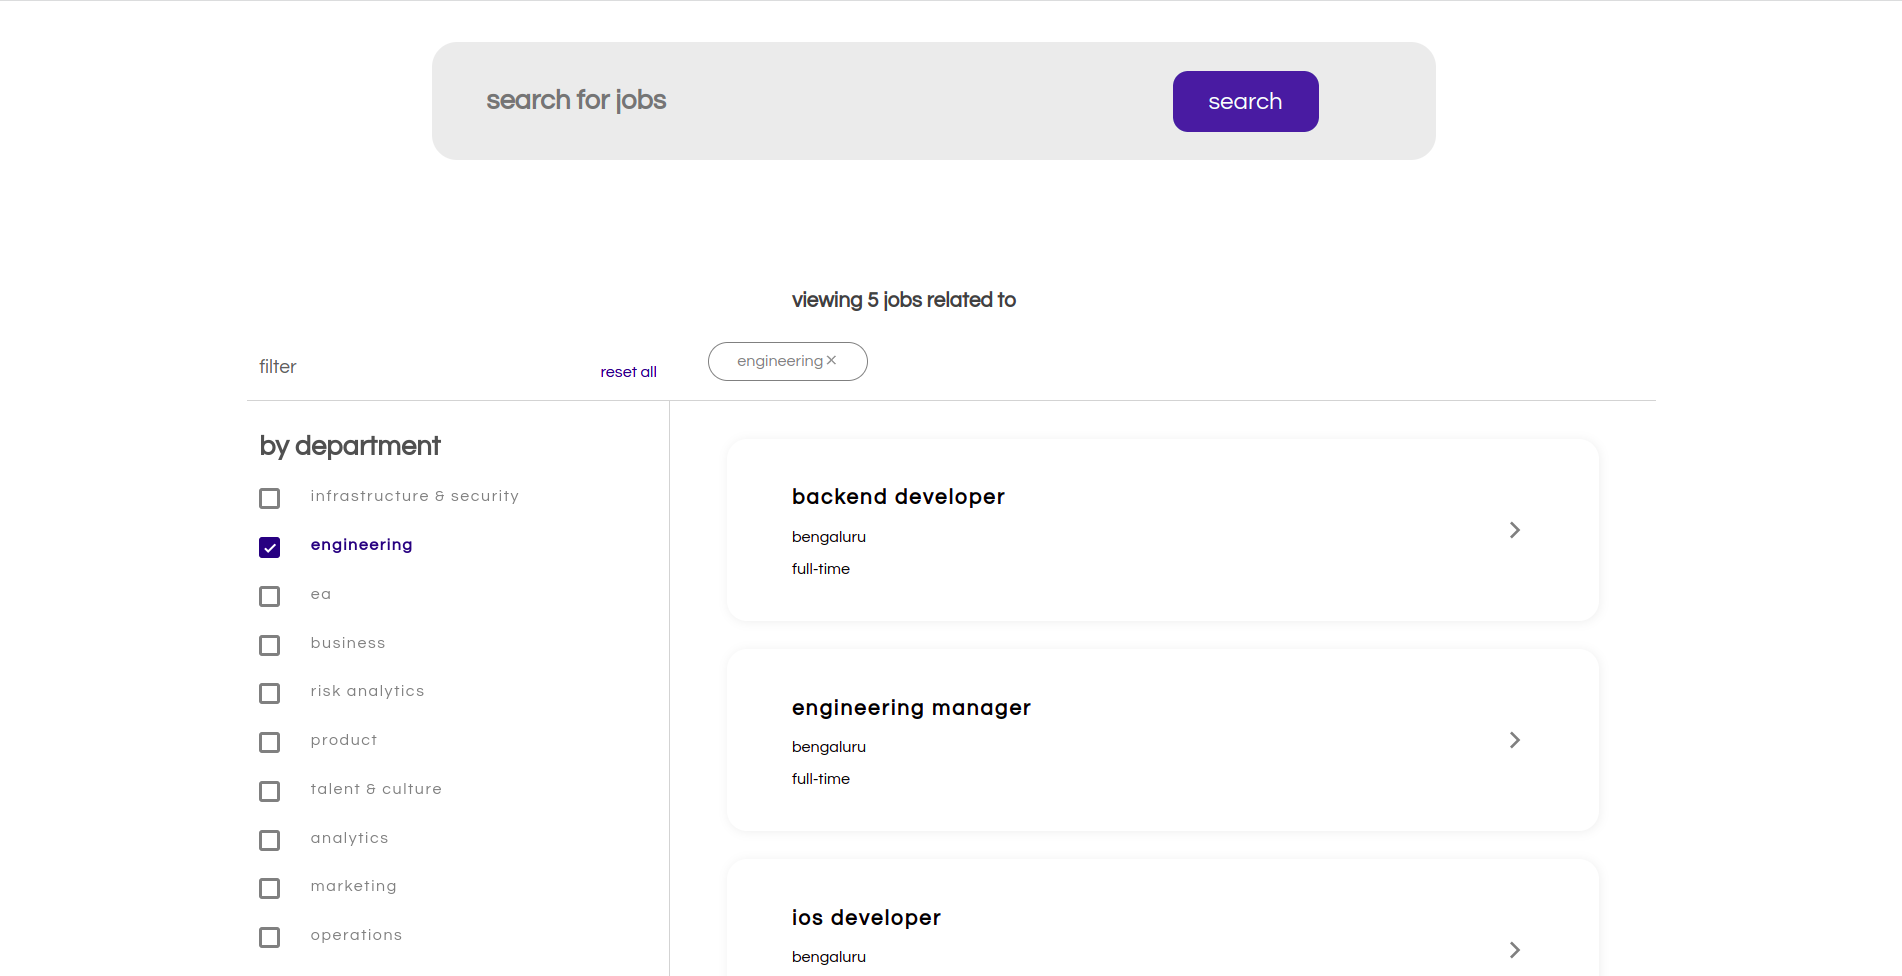 search for jobs
search
viewing 5 jobs related to
filter
reset all
engineering ×
by department
infrastructure & security
engineering
ea
business
risk analytics
product
talent & culture
analytics
marketing
operations
backend developer
bengaluru
full-time
engineering manager
bengaluru
full-time
ios developer
bengaluru